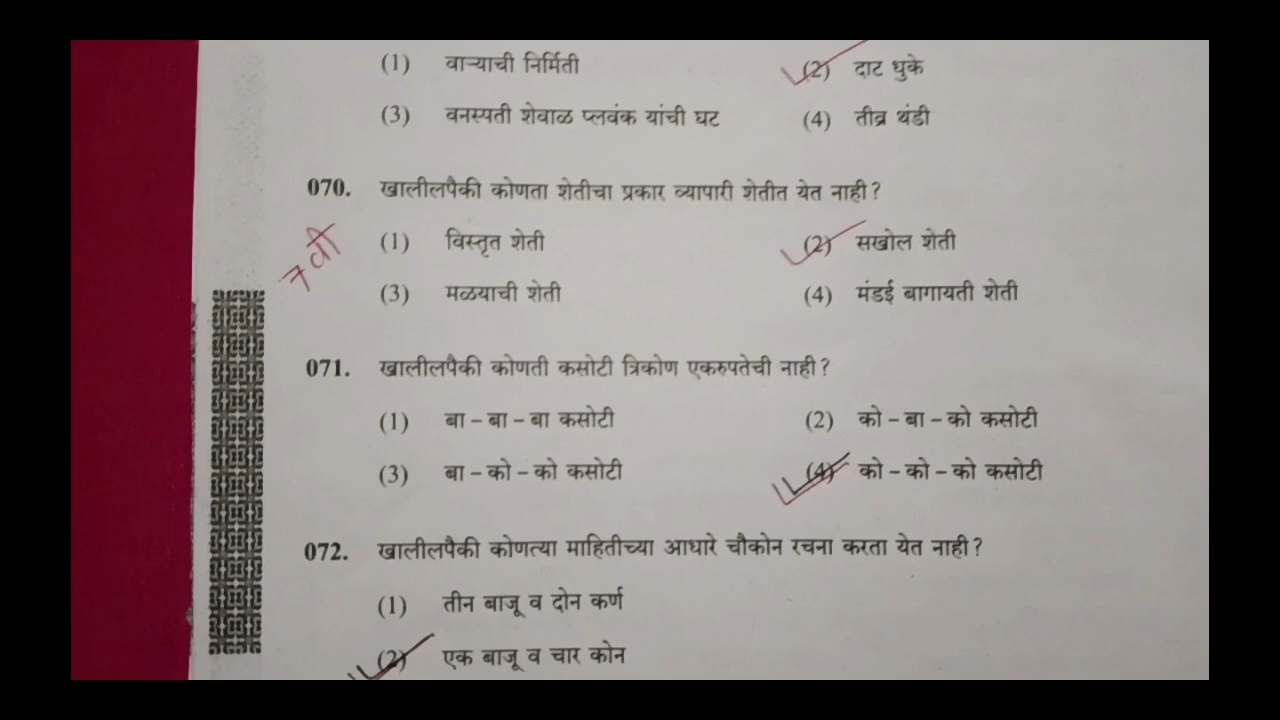 (1) वाऱ्याची निर्मिती (2) दाट धुके
(3) वनस्पती शेवाळ प्लवंक यांची घट (4) तीव्र थंडी
070. खालीलपैकी कोणता शेतीचा प्रकार व्यापारी शेतीत येत नाही?
7वी
(1) विस्तृत शेती (2) सखोल शेती
(3) मळयाची शेती (4) मंडई बागायती शेती
071. खालीलपैकी कोणती कसोटी त्रिकोण एकरुपतेची नाही?
(1) बा – बा – बा कसोटी (2) को – बा – को कसोटी
(3) बा – को – को कसोटी (4) को – को – को कसोटी
072. खालीलपैकी कोणत्या माहितीच्या आधारे चौकोन रचना करता येत नाही?
(1) तीन बाजू व दोन कर्ण
(2) एक बाजू व चार कोन